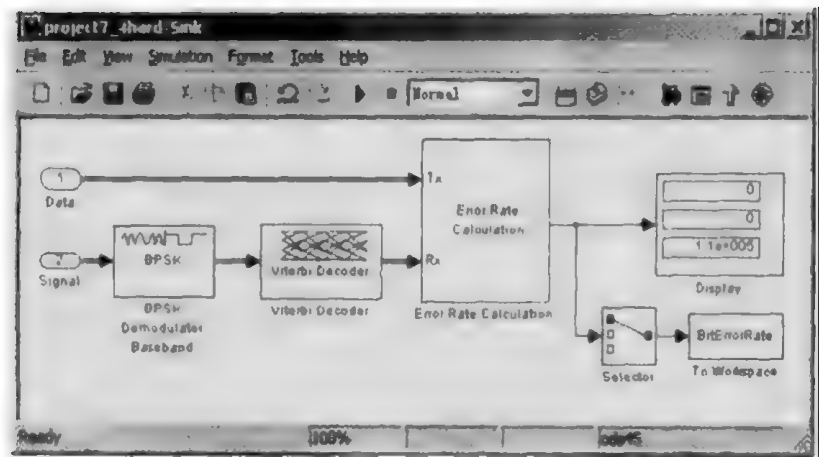 project7_4hard-Sink
File Edit View Simulation Format Tools Help
Normal
1
Data
2
Signal
BPSK
BPSK
Demodulator
Baseband
Viterbi Decoder
Viterbi Decoder
Tx
Rx
Error Rate
Calculation
Error Rate Calculation
0
0
1.1e+005
Display
Selector
BitErrorRate
To Workspace
Ready
100%
ode45